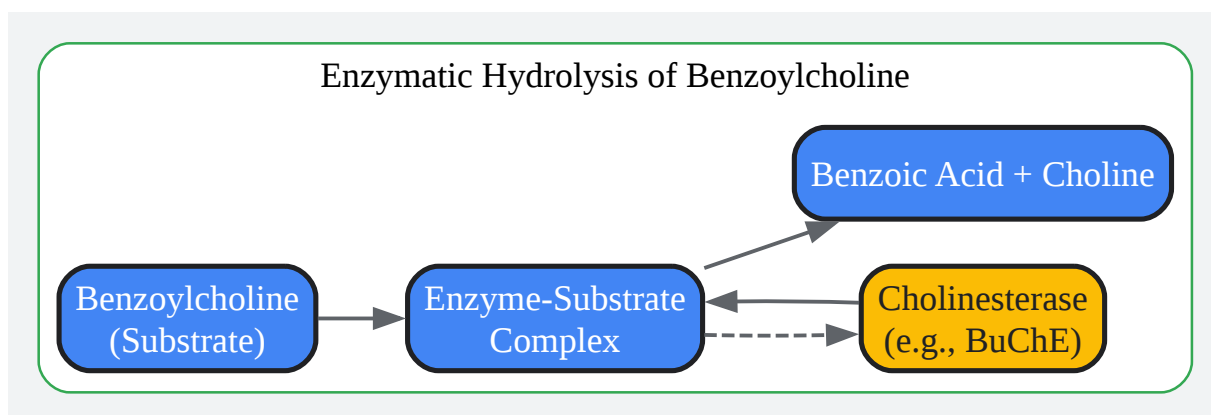 Enzymatic Hydrolysis of Benzoylcholine
Benzoic Acid + Choline
Benzoylcholine
(Substrate)
Enzyme-Substrate
Complex
Cholinesterase
(e.g., BuChE)